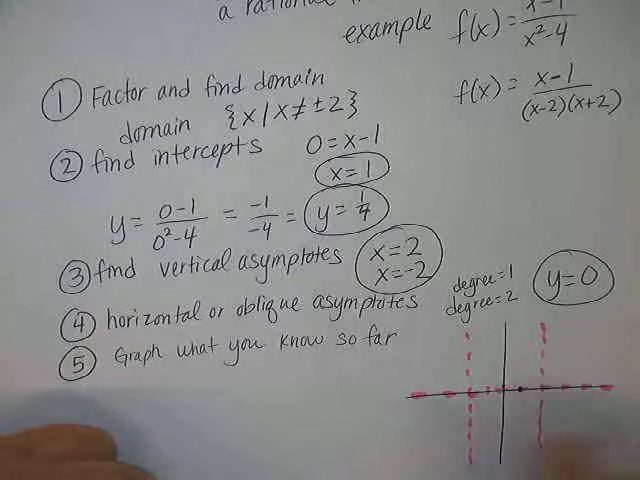 a rational
example f(x) = x-1 / x²-4
① Factor and find domain
f(x) = x-1 / (x-2)(x+2)
domain {x | x ≠ ±2}
② find intercepts 0 = x-1
x = 1
y = 0-1 / 0²-4 = -1 / -4 = y = 1/4
③ find vertical asymptotes x = 2
x = -2
④ horizontal or oblique asymptotes degree = 1
degree = 2
y = 0
⑤ Graph what you know so far